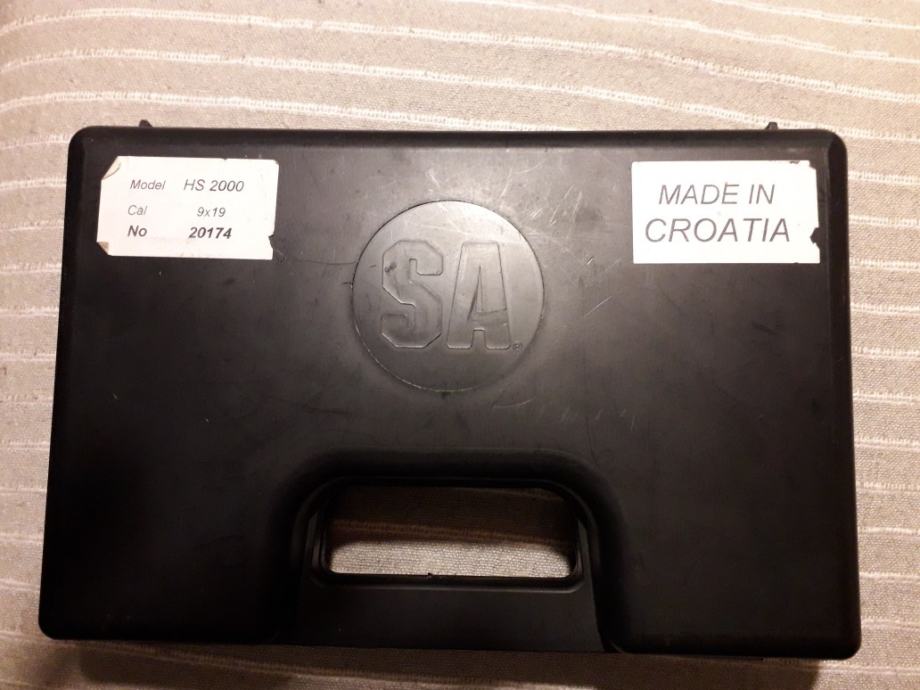 Model HS 2000
Cal 9x19
No 20174
SA
MADE IN
CROATIA